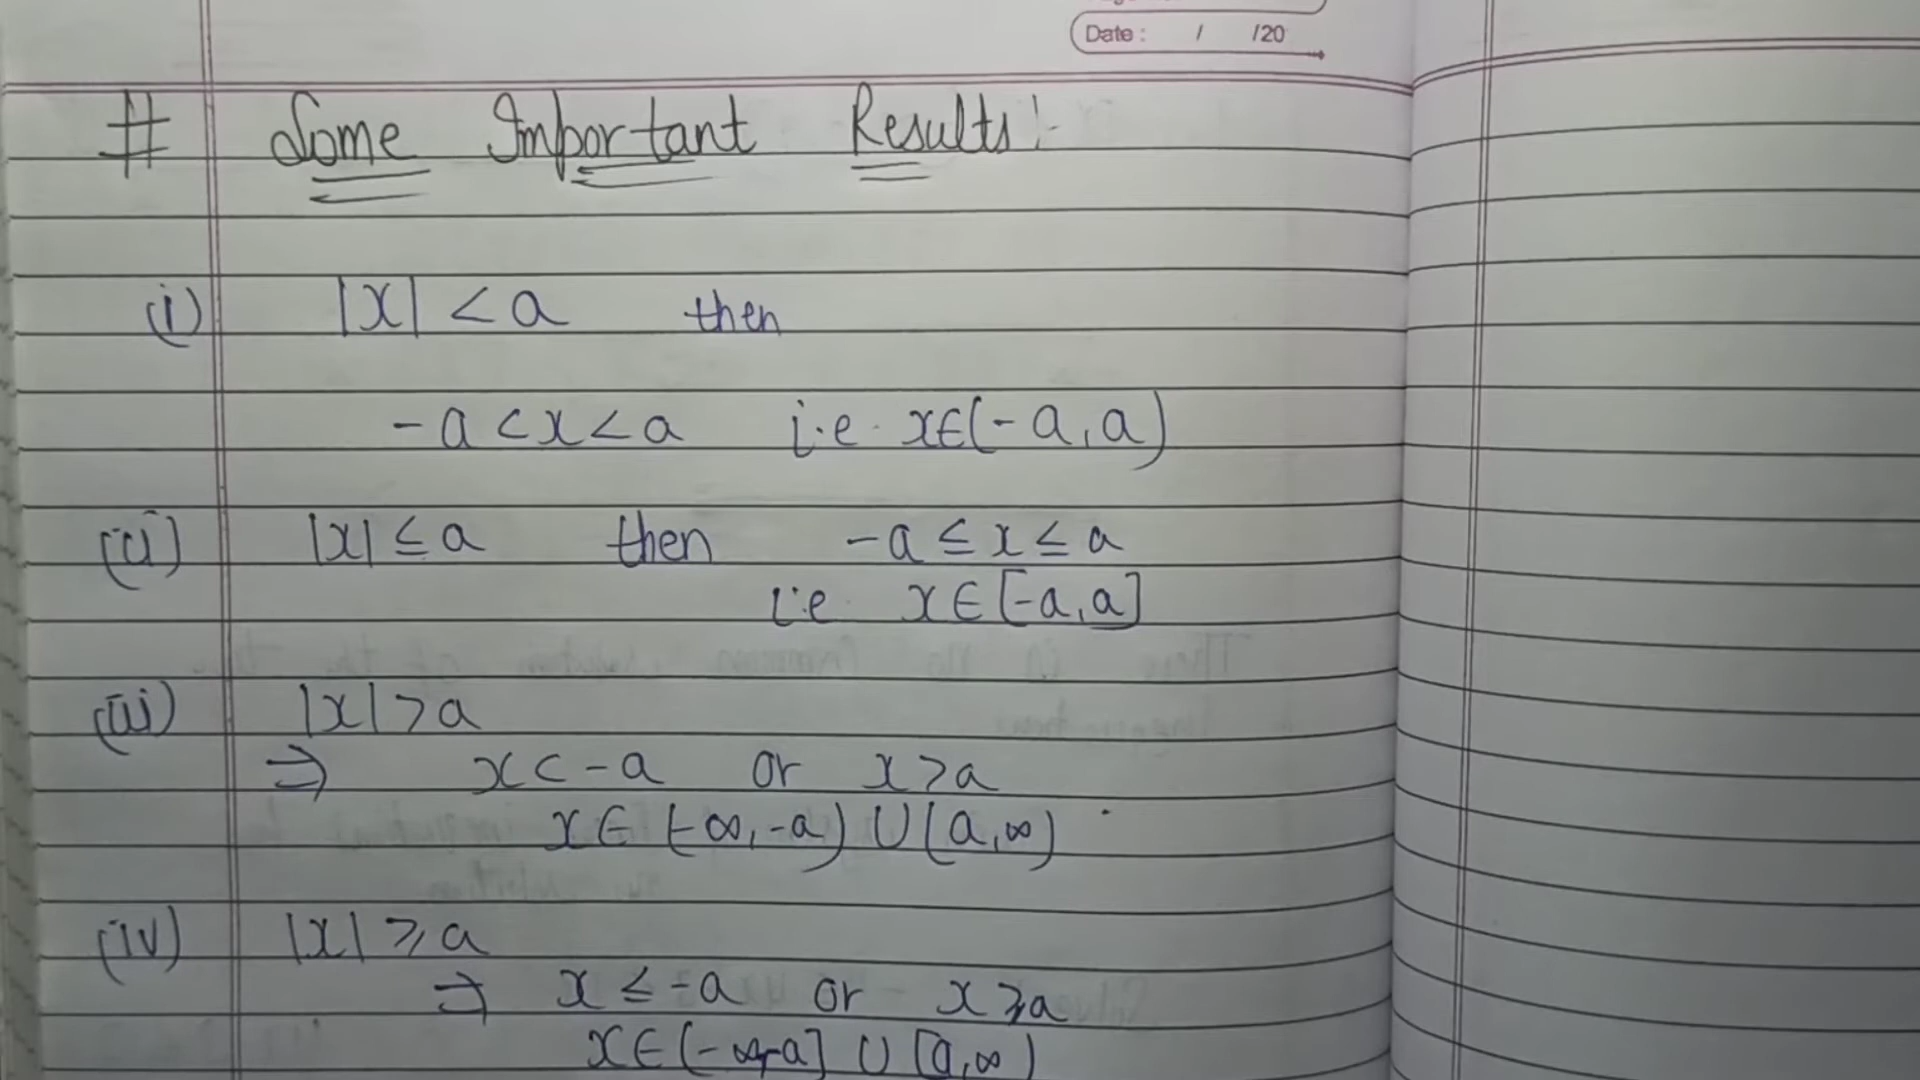 Date : / /20
# Some Important Results :-
(i) |x| < a then
-a < x < a i.e. x∈(-a, a)
(ii) |x| ≤ a then -a ≤ x ≤ a
i.e x ∈ [-a, a]
(iii) |x| > a
⇒ x < -a or x > a
x ∈ (-∞, -a) ∪ (a, ∞)
(iv) |x| ⩾ a
⇒ x ≤ -a or x ⩾ a
x ∈ (-∞, -a] ∪ [a, ∞)